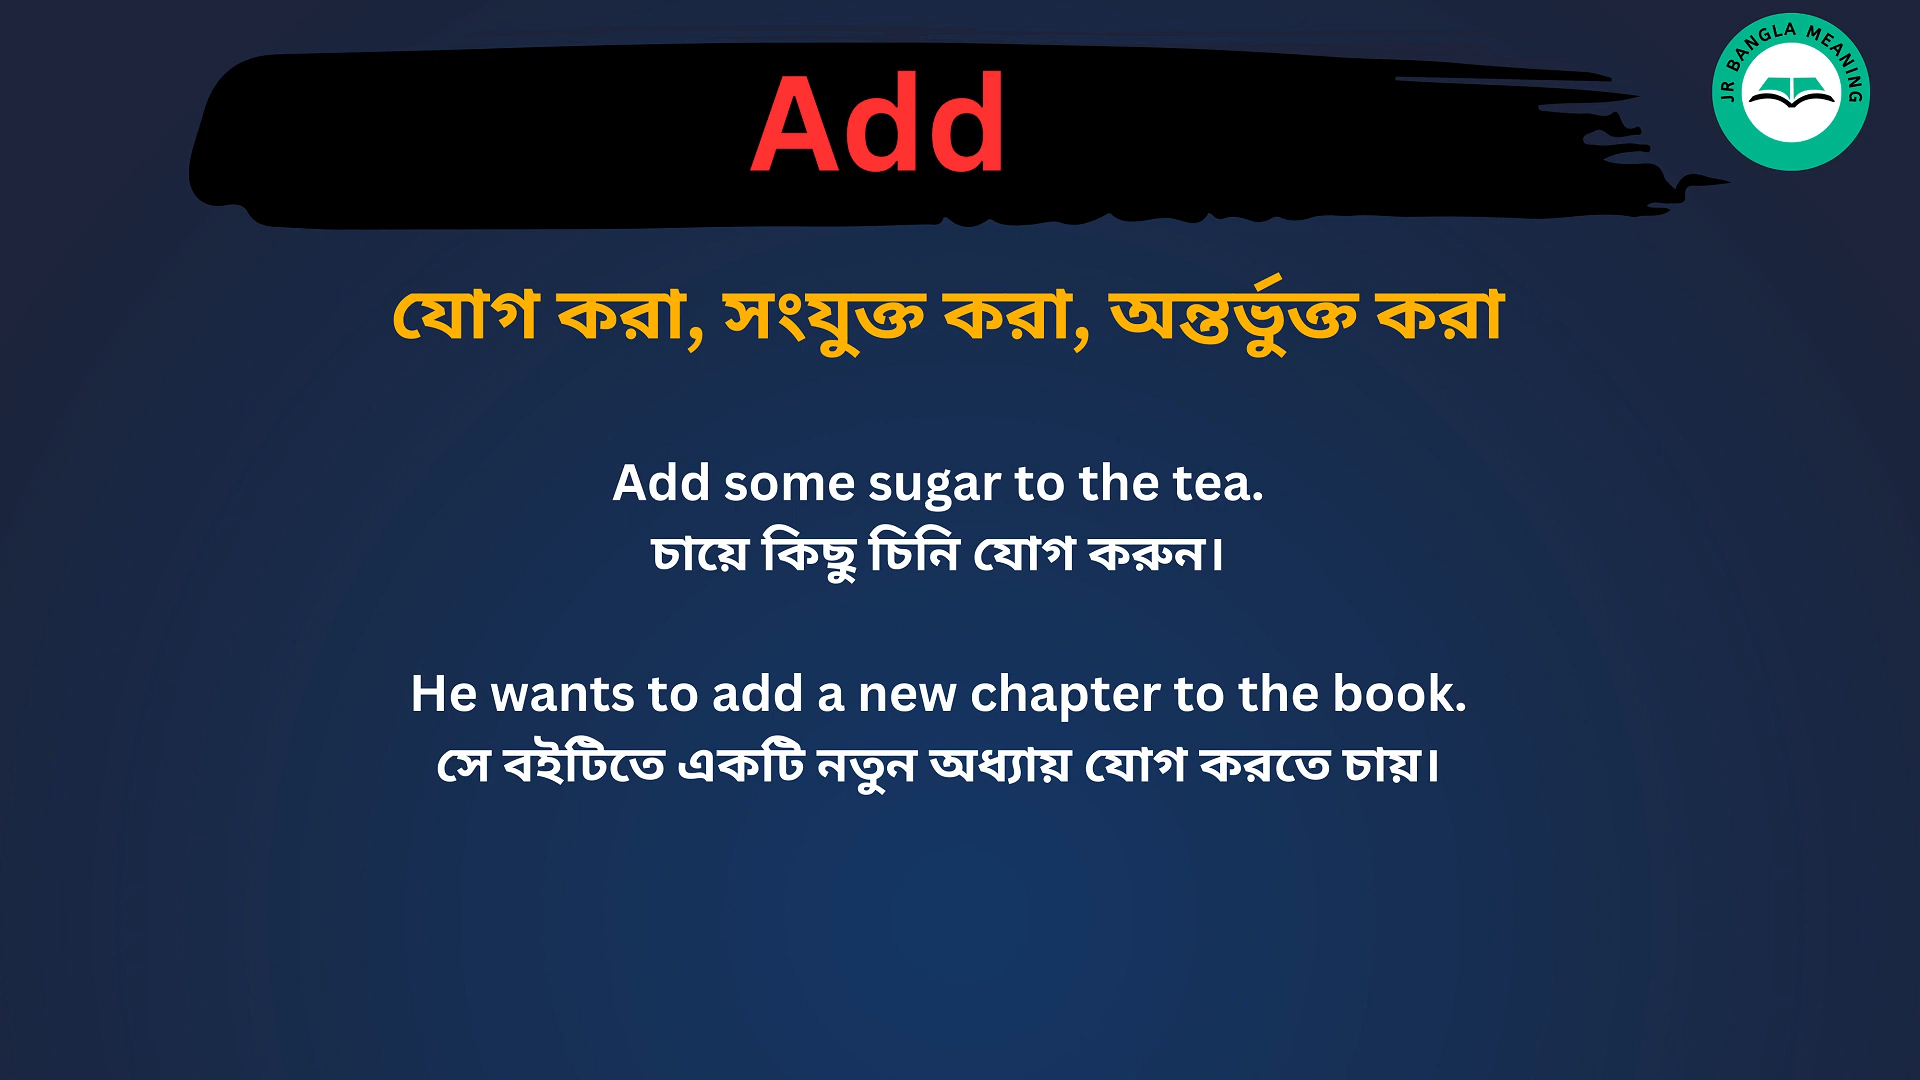 Add
JR BANGLA MEANING
যোগ করা, সংযুক্ত করা, অন্তর্ভুক্ত করা
Add some sugar to the tea.
চায়ে কিছু চিনি যোগ করুন।
He wants to add a new chapter to the book.
সে বইটিতে একটি নতুন অধ্যায় যোগ করতে চায়।